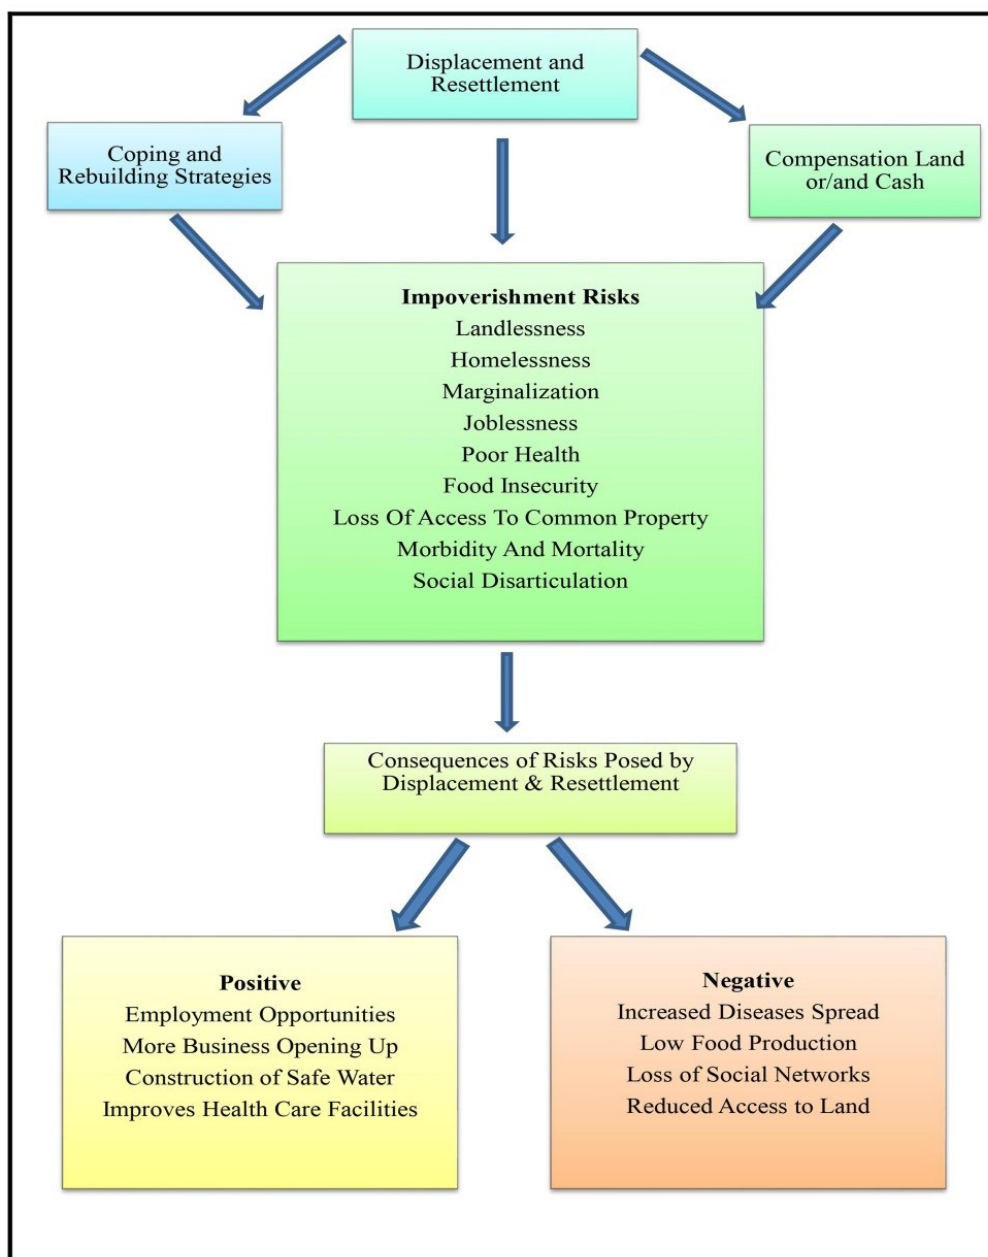 Displacement and
Resettlement
Coping and
Rebuilding Strategies
Compensation Land
or/and Cash
Impoverishment Risks
Landlessness
Homelessness
Marginalization
Joblessness
Poor Health
Food Insecurity
Loss Of Access To Common Property
Morbidity And Mortality
Social Disarticulation
Consequences of Risks Posed by
Displacement & Resettlement
Positive
Employment Opportunities
More Business Opening Up
Construction of Safe Water
Improves Health Care Facilities
Negative
Increased Diseases Spread
Low Food Production
Loss of Social Networks
Reduced Access to Land